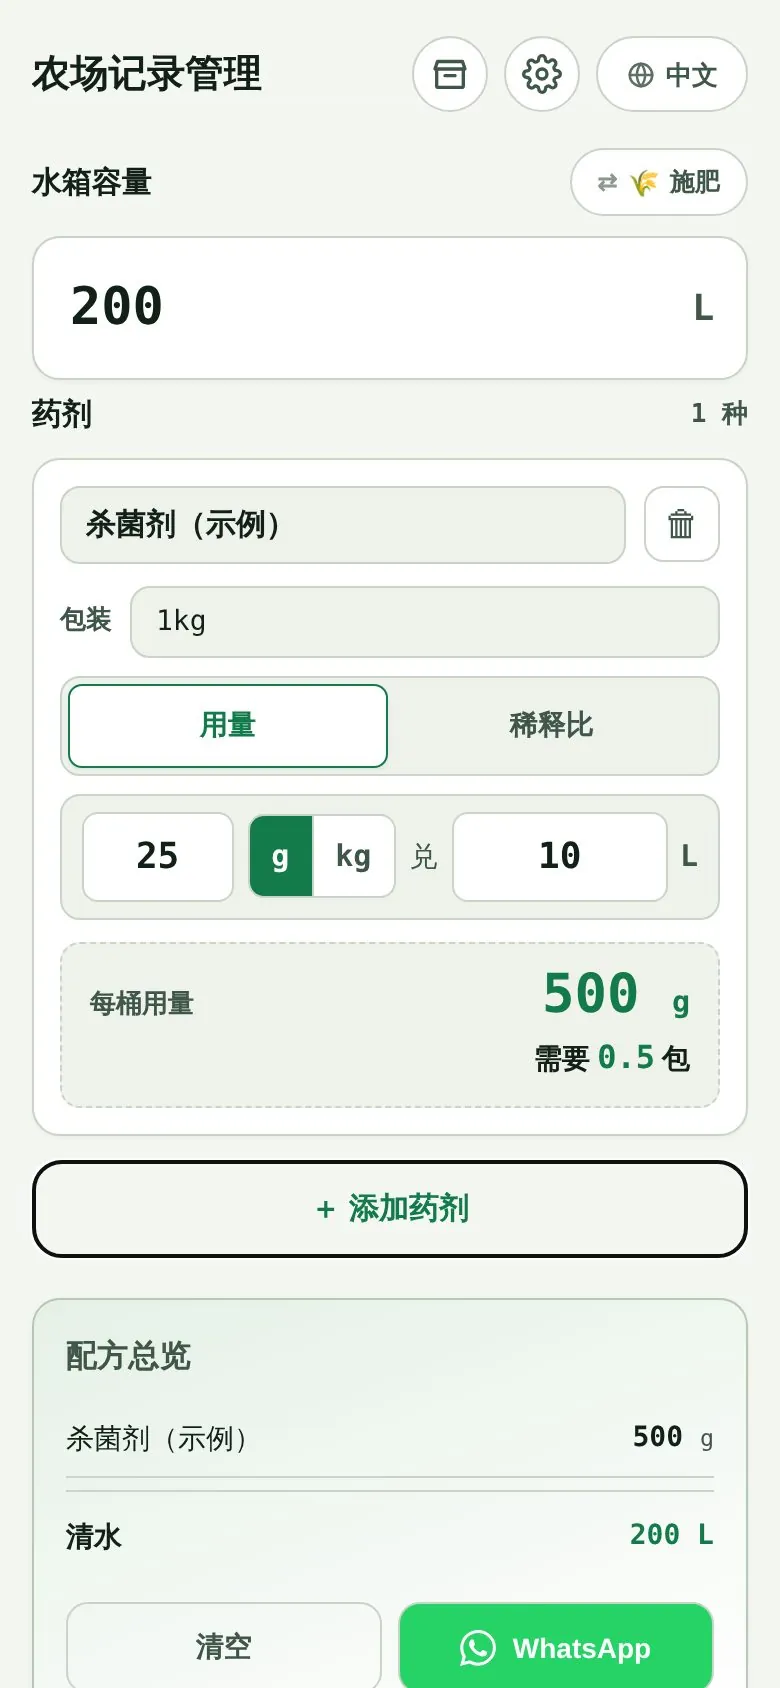 农场记录管理
中文
水箱容量
⇄ 🌾 施肥
200 L
药剂
1 种
杀菌剂（示例）
包装
1kg
用量
稀释比
25 g kg 兑 10 L
每桶用量
500 g
需要 0.5 包
+ 添加药剂
配方总览
杀菌剂（示例） 500 g
清水 200 L
清空
WhatsApp